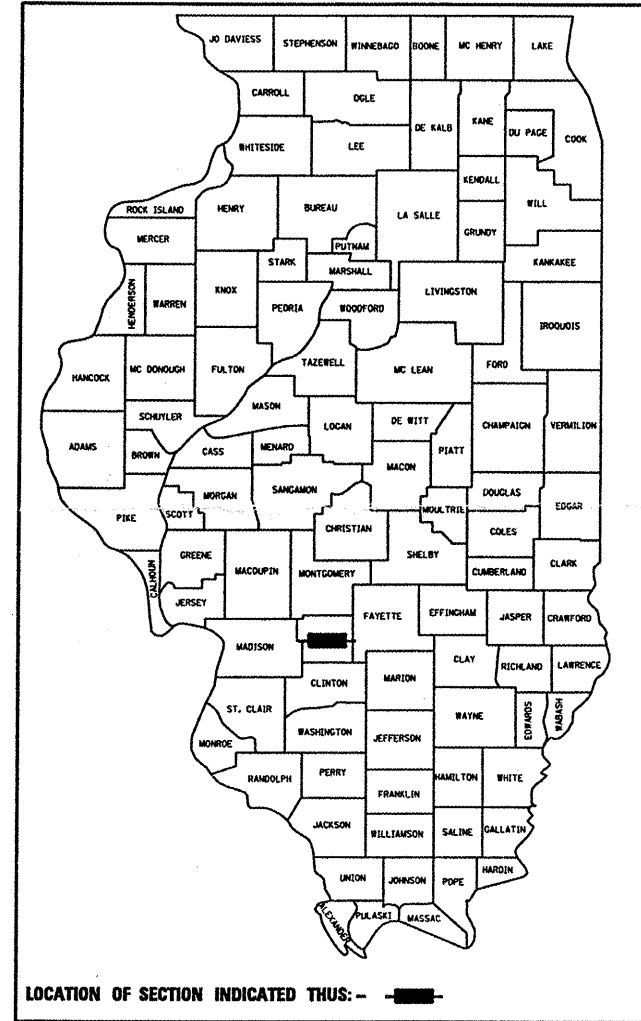 JO DAVIESS STEPHENSON WINNEBAGO BOONE MC HENRY LAKE
CARROLL OGLE DE KALB KANE DU PAGE COOK
WHITESIDE LEE
KENDALL WILL
ROCK ISLAND HENRY BUREAU LA SALLE GRUNDY
MERCER PUTNAM
STARK MARSHALL KANKAKEE
HENDERSON WARREN KNOX PEORIA WOODFORD LIVINGSTON IROQUOIS
HANCOCK MC DONOUGH FULTON TAZEWELL MC LEAN FORD
MASON
SCHUYLER LOGAN DE WITT CHAMPAIGN VERMILION
ADAMS BROWN CASS MENARD MACON PIATT
SANGAMON
PIKE SCOTT MORGAN CHRISTIAN MOULTRIE DOUGLAS EDGAR
COLES
GREENE SHELBY
CALHOUN MACOUPIN MONTGOMERY CUMBERLAND CLARK
JERSEY
FAYETTE EFFINGHAM JASPER CRAWFORD
MADISON
CLAY RICHLAND LAWRENCE
CLINTON MARION
ST. CLAIR WAYNE EDWARDS WABASH
WASHINGTON JEFFERSON
MONROE
RANDOLPH PERRY HAMILTON WHITE
FRANKLIN
JACKSON WILLIAMSON SALINE GALLATIN
UNION JOHNSON POPE HARDIN
ALEXANDER PULASKI MASSAC
LOCATION OF SECTION INDICATED THUS: -